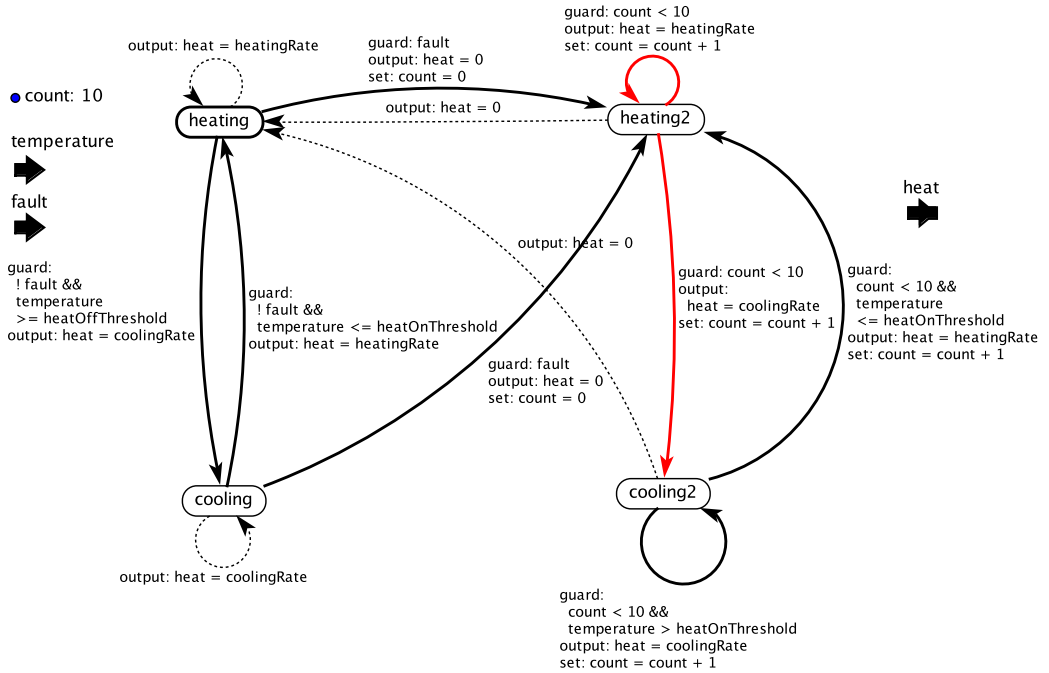 guard: count < 10
output: heat = heatingRate
set: count = count + 1
output: heat = heatingRate
guard: fault
output: heat = 0
set: count = 0
count: 10
output: heat = 0
heating
heating2
temperature
fault
heat
output: heat = 0
guard:
! fault &&
temperature
>= heatOffThreshold
output: heat = coolingRate
guard:
! fault &&
temperature <= heatOnThreshold
output: heat = heatingRate
guard: count < 10
output:
heat = coolingRate
set: count = count + 1
guard:
count < 10 &&
temperature
<= heatOnThreshold
output: heat = heatingRate
set: count = count + 1
guard: fault
output: heat = 0
set: count = 0
cooling
cooling2
output: heat = coolingRate
guard:
count < 10 &&
temperature > heatOnThreshold
output: heat = coolingRate
set: count = count + 1